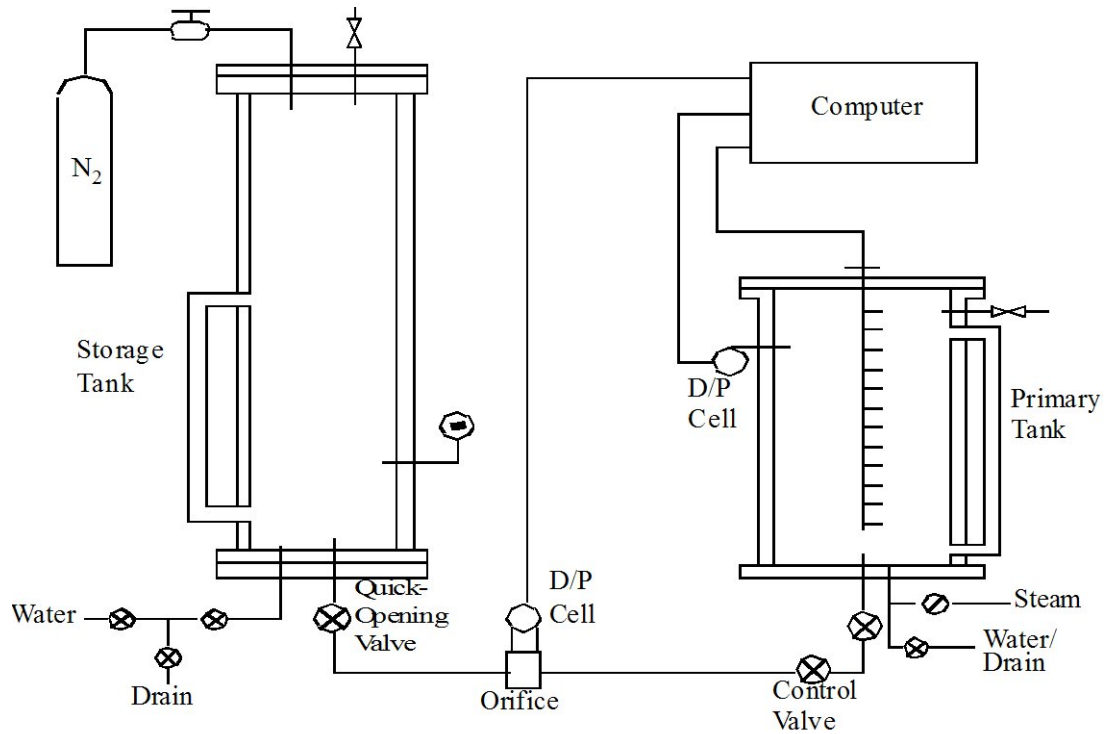 N2
Computer
Storage
Tank
D/P
Cell
Primary
Tank
Water
Quick-
Opening
Valve
D/P
Cell
Steam
Water/
Drain
Drain
Orifice
Control
Valve